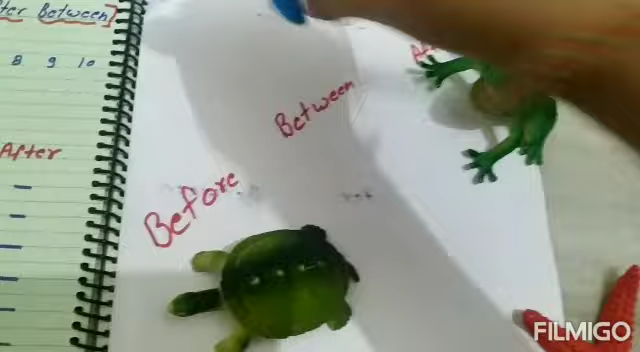 ter Between]
8 9 10
After
Between
Before
FILMIGO